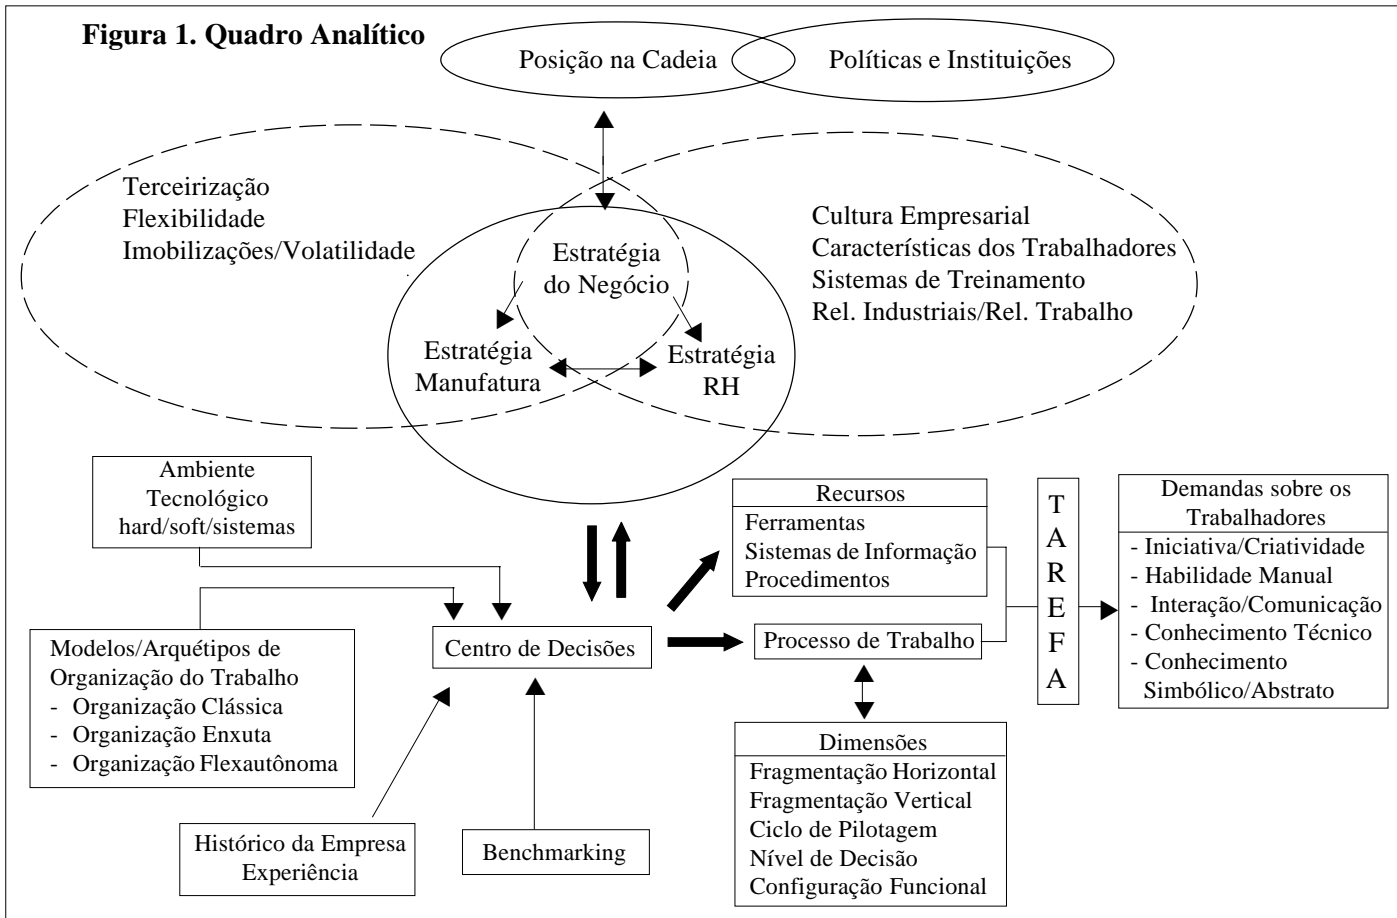 Figura 1. Quadro Analítico
Posição na Cadeia
Políticas e Instituições
Terceirização
Flexibilidade
Imobilizações/Volatilidade
Cultura Empresarial
Características dos Trabalhadores
Sistemas de Treinamento
Rel. Industriais/Rel. Trabalho
Estratégia
do Negócio
Estratégia
Manufatura
Estratégia
RH
Ambiente
Tecnológico
hard/soft/sistemas
Recursos
Ferramentas
Sistemas de Informação
Procedimentos
T
A
R
E
F
A
Demandas sobre os
Trabalhadores
- Iniciativa/Criatividade
- Habilidade Manual
- Interação/Comunicação
- Conhecimento Técnico
- Conhecimento
Simbólico/Abstrato
Modelos/Arquétipos de
Organização do Trabalho
- Organização Clássica
- Organização Enxuta
- Organização Flexautônoma
Centro de Decisões
Processo de Trabalho
Dimensões
Fragmentação Horizontal
Fragmentação Vertical
Ciclo de Pilotagem
Nível de Decisão
Configuração Funcional
Histórico da Empresa
Experiência
Benchmarking